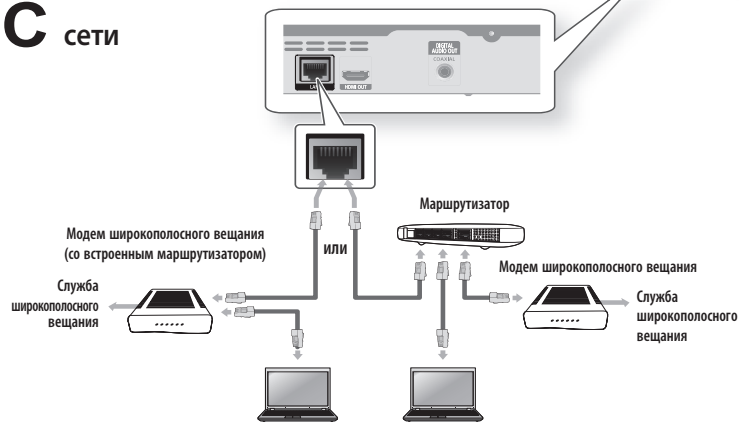 C сети
DIGITAL
AUDIO OUT
COAXIAL
LAN
HDMI OUT
Маршрутизатор
Модем широкополосного вещания
(со встроенным маршрутизатором)
или
Модем широкополосного вещания
Служба
широкополосного
вещания
Служба
широкополосного
вещания